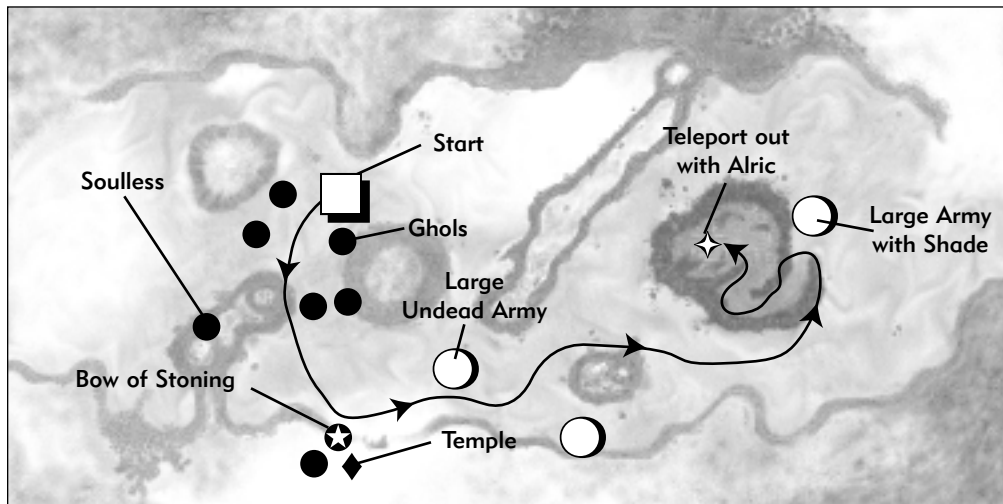 Start
Teleport out
with Alric
Soulless
Ghols
Large Army
with Shade
Large
Undead Army
Bow of Stoning
Temple